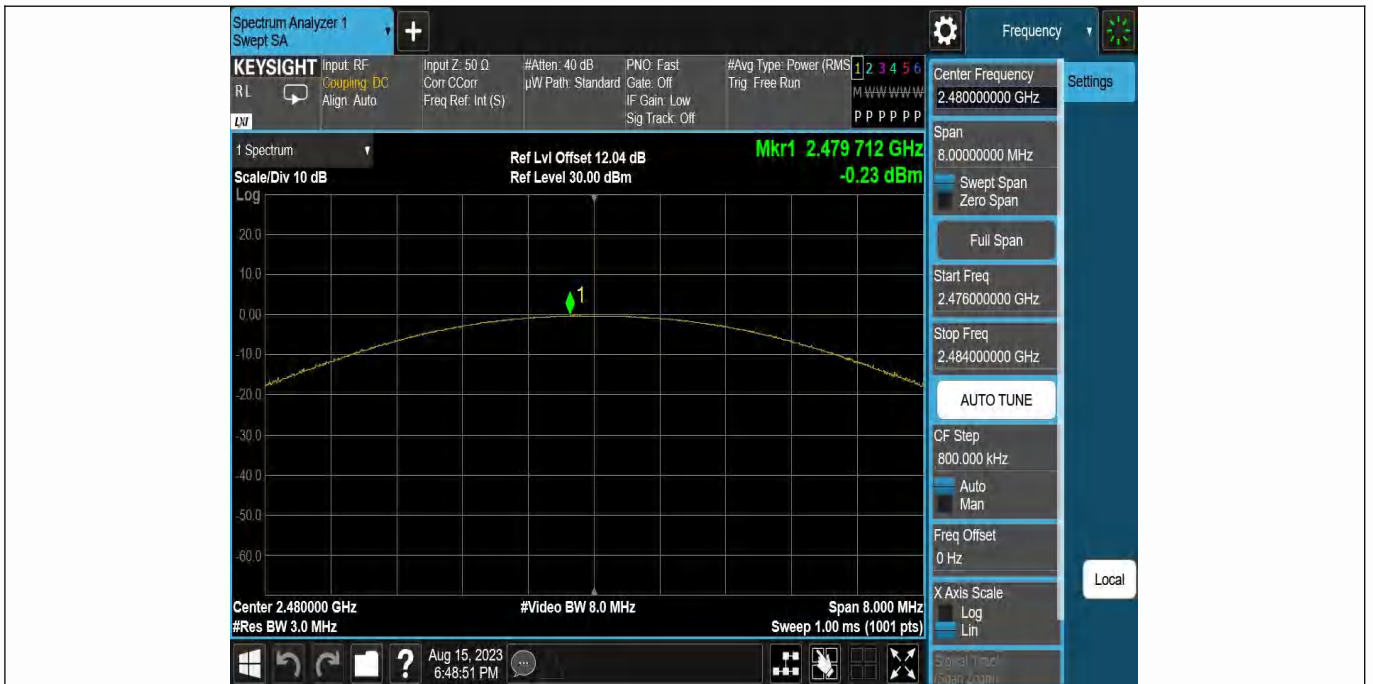 Spectrum Analyzer 1
Swept SA
+
Frequency
KEYSIGHT
RL
LXI
Input: RF
Coupling: DC
Align: Auto
Input Z: 50 Ω
Corr CCorr
Freq Ref: Int (S)
#Atten: 40 dB
µW Path: Standard
PNO: Fast
Gate: Off
IF Gain: Low
Sig Track: Off
#Avg Type: Power (RMS
Trig: Free Run
1 2 3 4 5 6
M W W W W W
P P P P P P
1 Spectrum
Scale/Div 10 dB
Ref Lvl Offset 12.04 dB
Ref Level 30.00 dBm
Mkr1 2.479 712 GHz
-0.23 dBm
Log
20.0
10.0
0.00
-10.0
-20.0
-30.0
-40.0
-50.0
-60.0
1
Center 2.480000 GHz
#Res BW 3.0 MHz
#Video BW 8.0 MHz
Span 8.000 MHz
Sweep 1.00 ms (1001 pts)
Center Frequency
2.480000000 GHz
Settings
Span
8.00000000 MHz
Swept Span
Zero Span
Full Span
Start Freq
2.476000000 GHz
Stop Freq
2.484000000 GHz
AUTO TUNE
CF Step
800.000 kHz
Auto
Man
Freq Offset
0 Hz
X Axis Scale
Log
Lin
Signal Track
(Span Zoom)
Local
?
Aug 15, 2023
6:48:51 PM